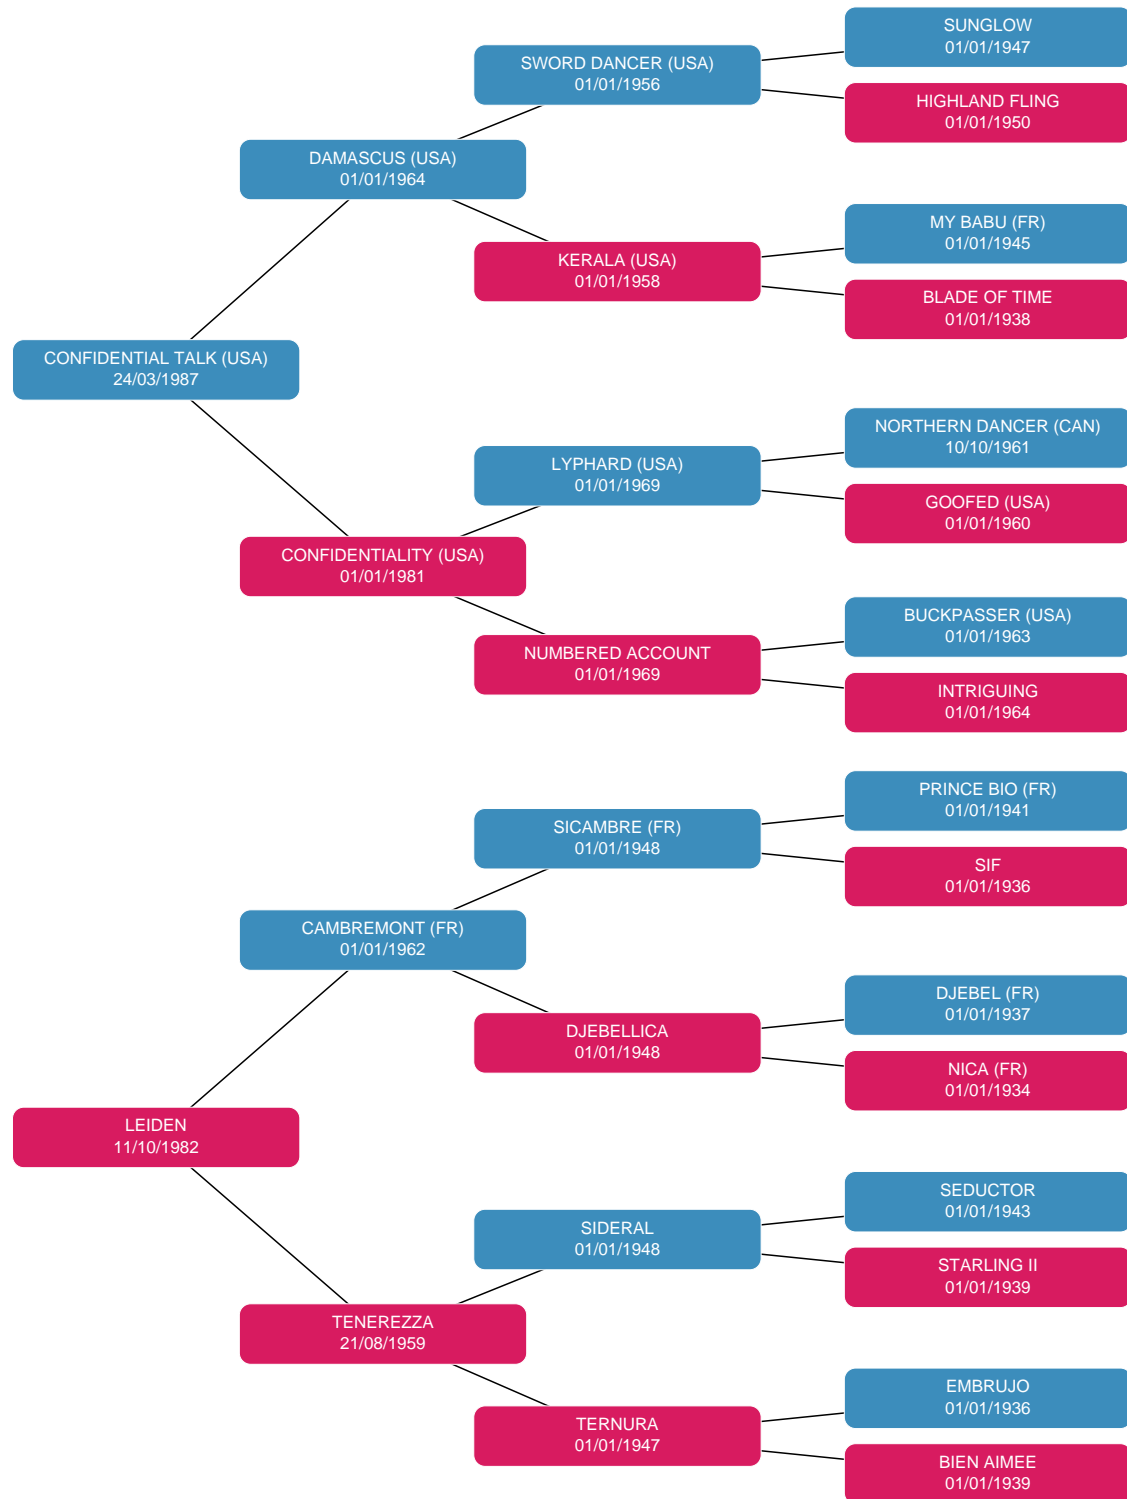 SUNGLOW
01/01/1947
SWORD DANCER (USA)
01/01/1956
HIGHLAND FLING
01/01/1950
DAMASCUS (USA)
01/01/1964
MY BABU (FR)
01/01/1945
KERALA (USA)
01/01/1958
BLADE OF TIME
01/01/1938
CONFIDENTIAL TALK (USA)
24/03/1987
NORTHERN DANCER (CAN)
10/10/1961
LYPHARD (USA)
01/01/1969
GOOFED (USA)
01/01/1960
CONFIDENTIALITY (USA)
01/01/1981
BUCKPASSER (USA)
01/01/1963
NUMBERED ACCOUNT
01/01/1969
INTRIGUING
01/01/1964
PRINCE BIO (FR)
01/01/1941
SICAMBRE (FR)
01/01/1948
SIF
01/01/1936
CAMBREMONT (FR)
01/01/1962
DJEBEL (FR)
01/01/1937
DJEBELLICA
01/01/1948
NICA (FR)
01/01/1934
LEIDEN
11/10/1982
SEDUCTOR
01/01/1943
SIDERAL
01/01/1948
STARLING II
01/01/1939
TENEREZZA
21/08/1959
EMBRUJO
01/01/1936
TERNURA
01/01/1947
BIEN AIMEE
01/01/1939